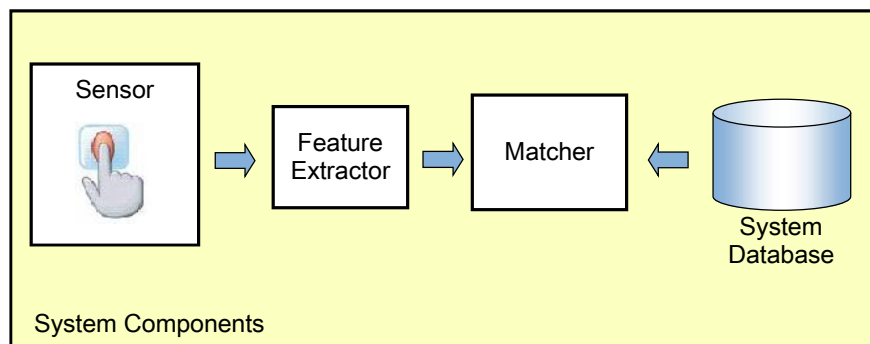 Sensor
Feature
Extractor
Matcher
System
Database
System Components